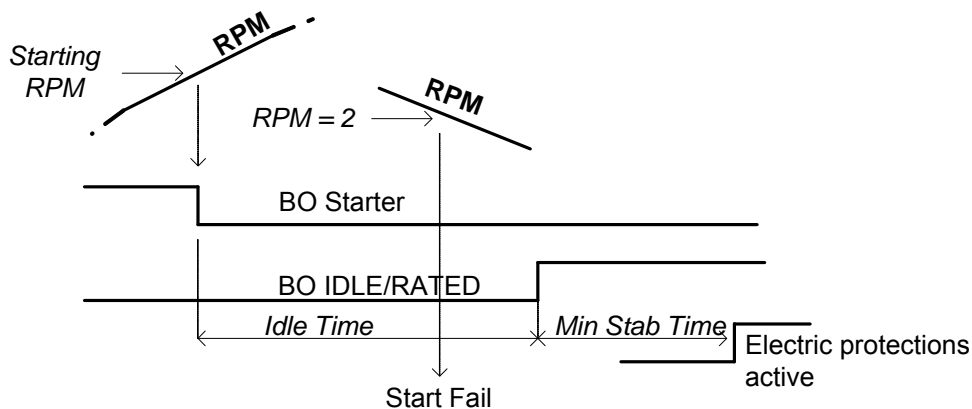 RPM
Starting
RPM
RPM
RPM = 2
BO Starter
BO IDLE/RATED
Idle Time
Min Stab Time
Electric protections
active
Start Fail